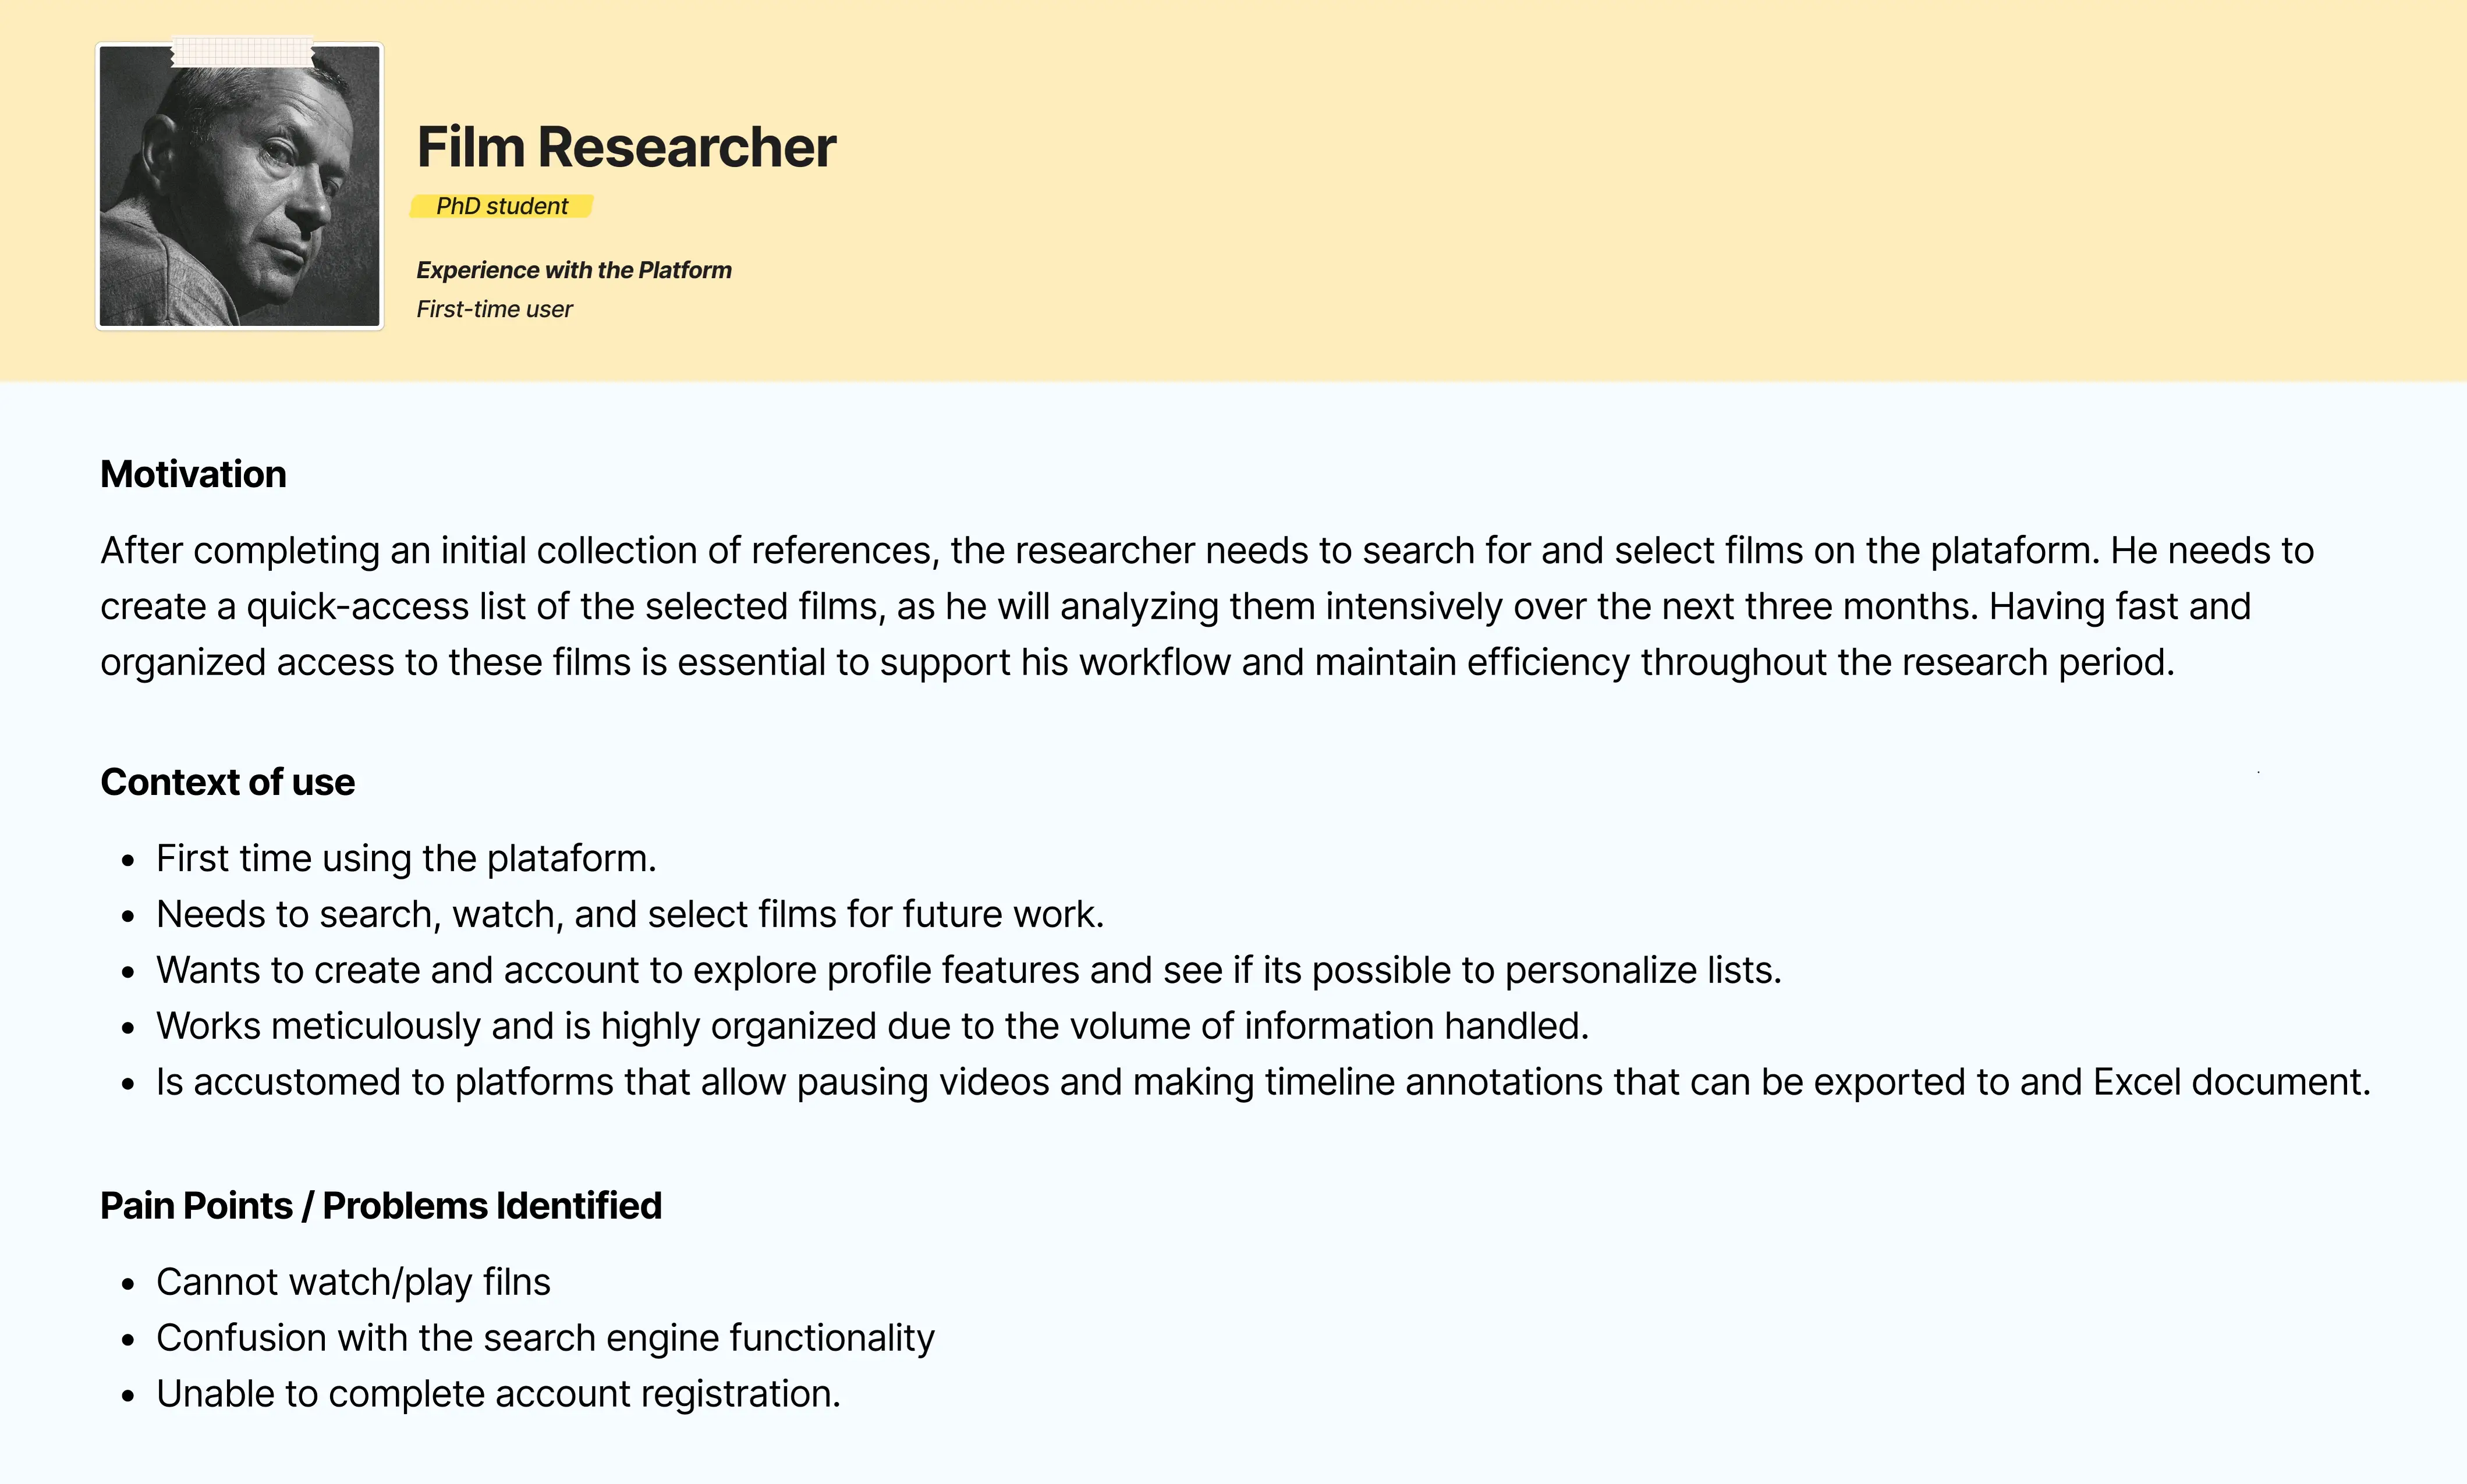 Film Researcher
PhD student
Experience with the Platform
First-time user
Motivation
After completing an initial collection of references, the researcher needs to search for and select films on the plataform. He needs to
create a quick-access list of the selected films, as he will analyzing them intensively over the next three months. Having fast and
organized access to these films is essential to support his workflow and maintain efficiency throughout the research period.
Context of use
• First time using the plataform.
• Needs to search, watch, and select films for future work.
• Wants to create and account to explore profile features and see if its possible to personalize lists.
• Works meticulously and is highly organized due to the volume of information handled.
• Is accustomed to platforms that allow pausing videos and making timeline annotations that can be exported to and Excel document.
Pain Points / Problems Identified
• Cannot watch/play filns
• Confusion with the search engine functionality
• Unable to complete account registration.